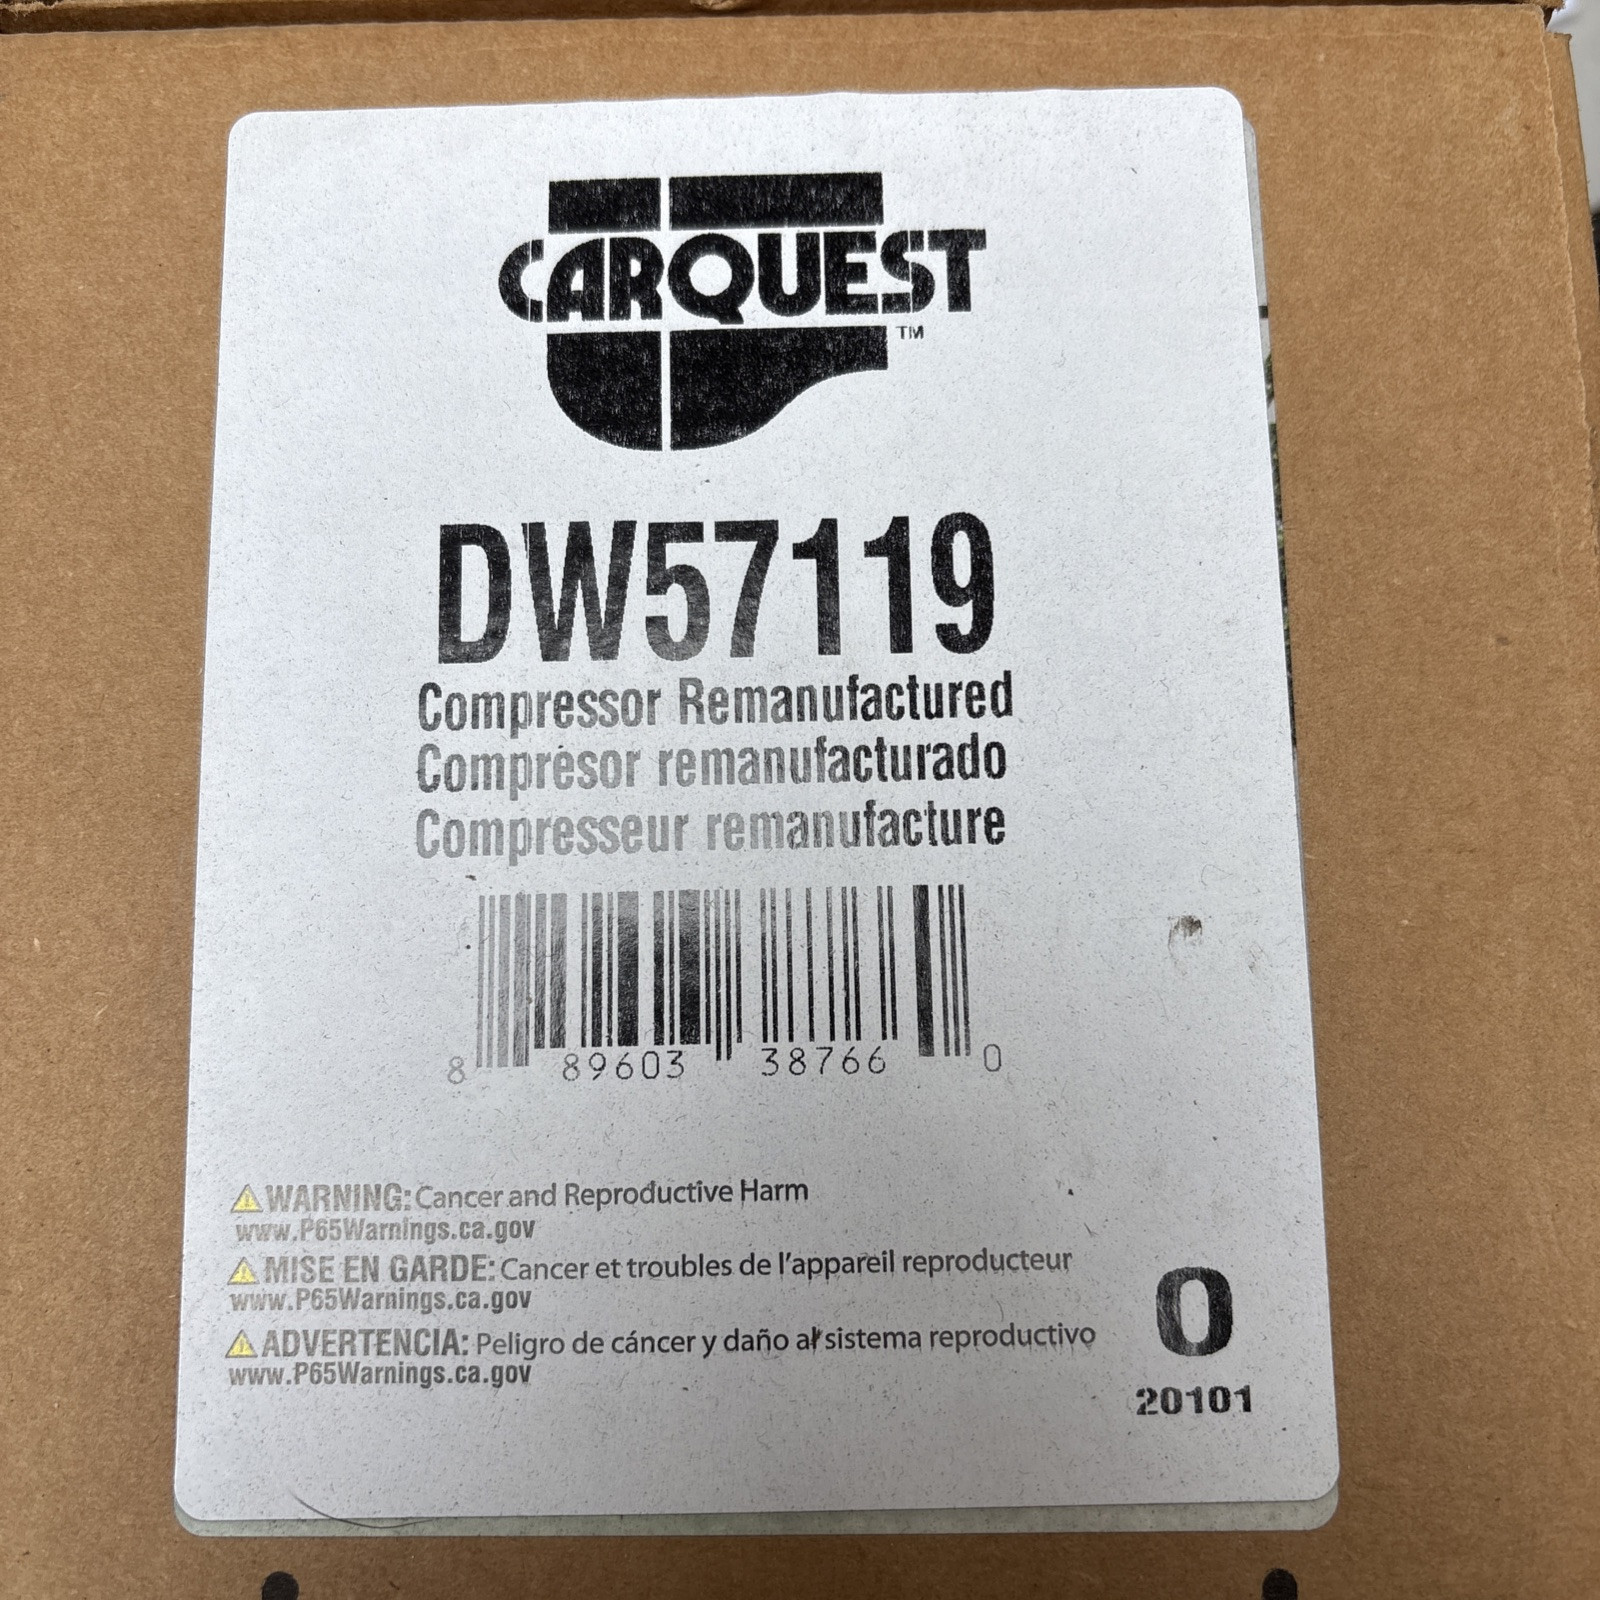 CARQUEST
TM
DW57119
Compressor Remanufactured
Compresor remanufacturado
Compresseur remanufacture
8 89603 38766 0
WARNING: Cancer and Reproductive Harm
www.P65Warnings.ca.gov
MISE EN GARDE: Cancer et troubles de l'appareil reproducteur
www.P65Warnings.ca.gov
ADVERTENCIA: Peligro de cáncer y daño al sistema reproductivo
www.P65Warnings.ca.gov
O
20101